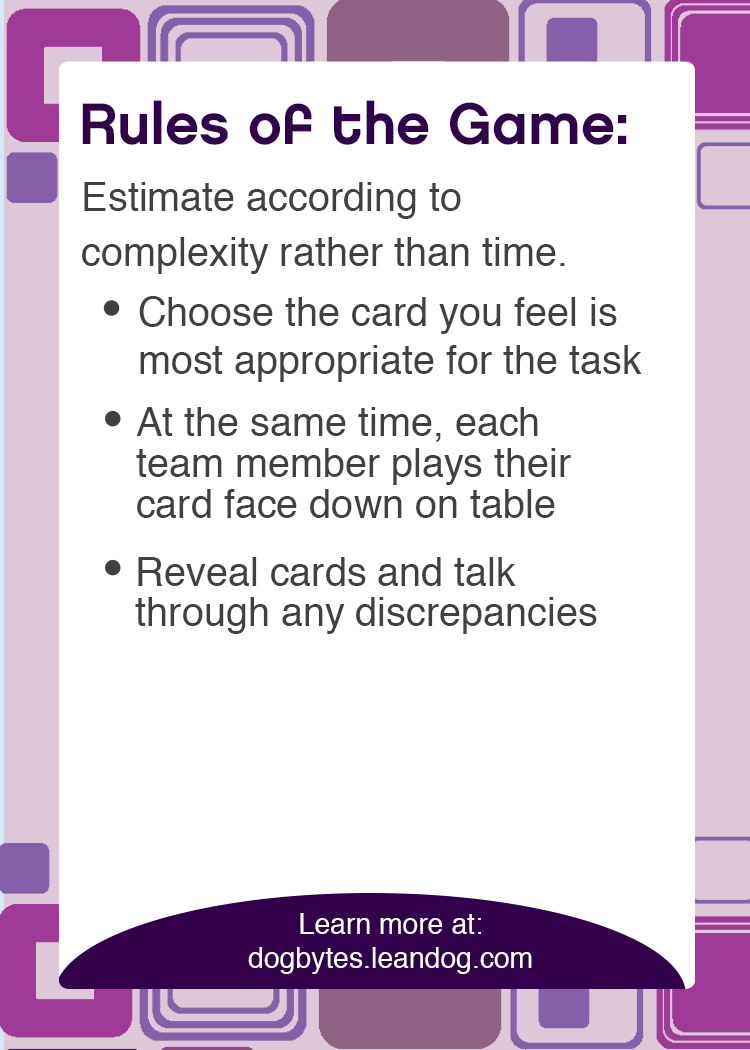 Rules of the Game:
Estimate according to
complexity rather than time.
• Choose the card you feel is
most appropriate for the task
• At the same time, each
team member plays their
card face down on table
• Reveal cards and talk
through any discrepancies
Learn more at:
dogbytes.leandog.com